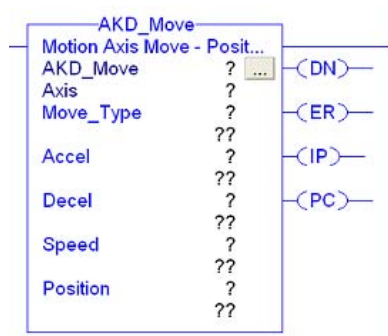 AKD_Move
Motion Axis Move - Posit...
AKD_Move ? ... (DN)
Axis ?
Move_Type ? (ER)
??
Accel ? (IP)
??
Decel ? (PC)
??
Speed ?
??
Position ?
??